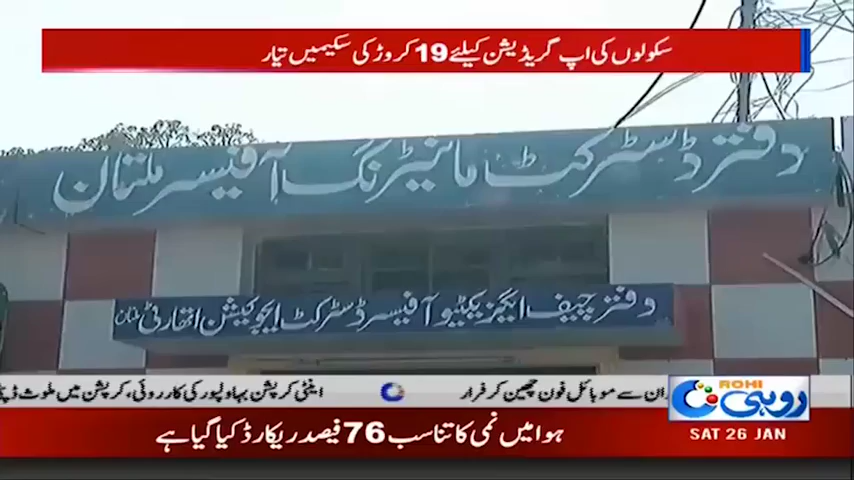 سکولوں کی اپ گریڈیشن کیلئے 19 کروڑ کی سکیمیں تیار
دفتر ڈسٹرکٹ مانیٹرنگ آفیسر ملتان
دفتر چیف ایگزیکٹیو آفیسر ڈسٹرکٹ ایجوکیشن اتھارٹی ملتان
ان سے موبائل فون چھین کر فرار
اینٹی کرپشن بہاولپور کی کارروئی، کرپشن میں ملوث
ROHI
روہی
SAT 26 JAN
ہوا میں نمی کا تناسب 76 فیصد ریکارڈ کیا گیا ہے